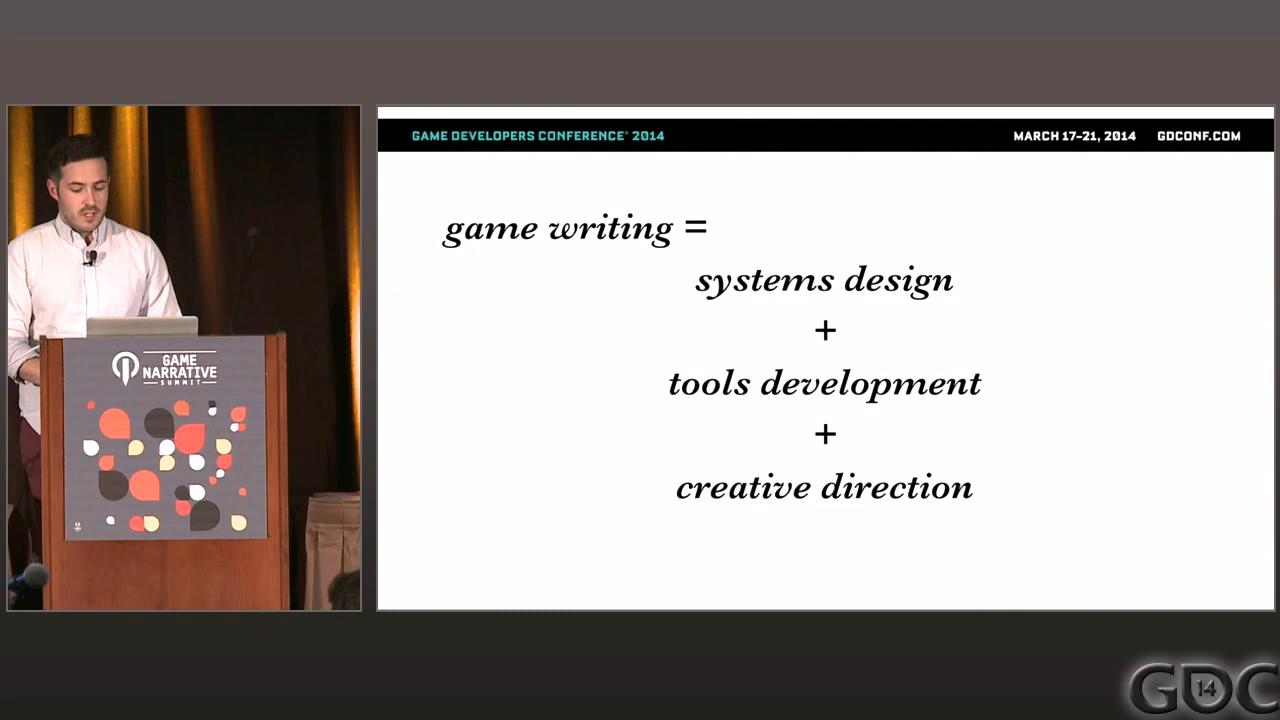 GAME DEVELOPERS CONFERENCE® 2014
MARCH 17–21, 2014 GDCONF.COM
game writing =
systems design
+
tools development
+
creative direction
GAME
NARRATIVE
SUMMIT
GDC
14